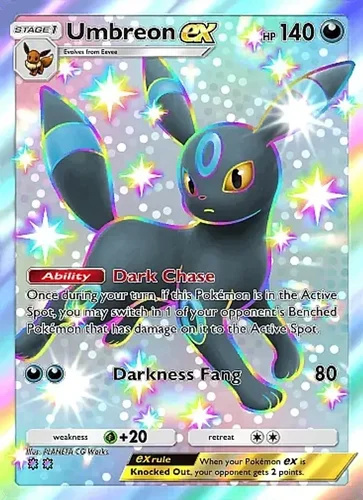 STAGE 1 Umbreon ex HP 140
Evolves from Eevee
Ability Dark Chase
Once during your turn, if this Pokémon is in the Active
Spot, you may switch in 1 of your opponent's Benched
Pokémon that has damage on it to the Active Spot.
Darkness Fang 80
weakness +20 retreat
Illus. PLANETA CG Works
ex rule When your Pokémon ex is
Knocked Out, your opponent gets 2 points.